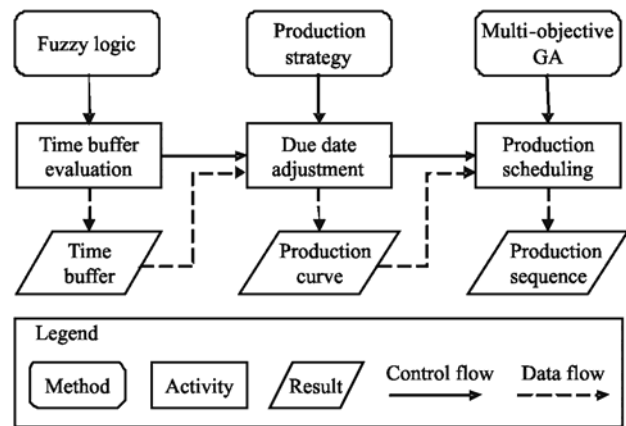 Fuzzy logic
Production
strategy
Multi-objective
GA
Time buffer
evaluation
Due date
adjustment
Production
scheduling
Time
buffer
Production
curve
Production
sequence
Legend
Method
Activity
Result
Control flow
Data flow